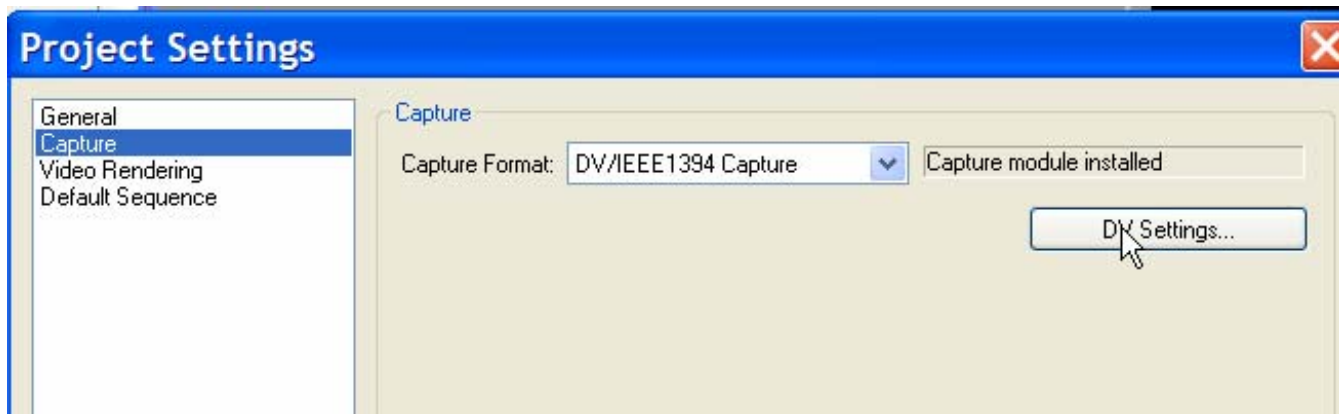 Project Settings
General
Capture
Video Rendering
Default Sequence
Capture
Capture Format: DV/IEEE1394 Capture Capture module installed
DV Settings...